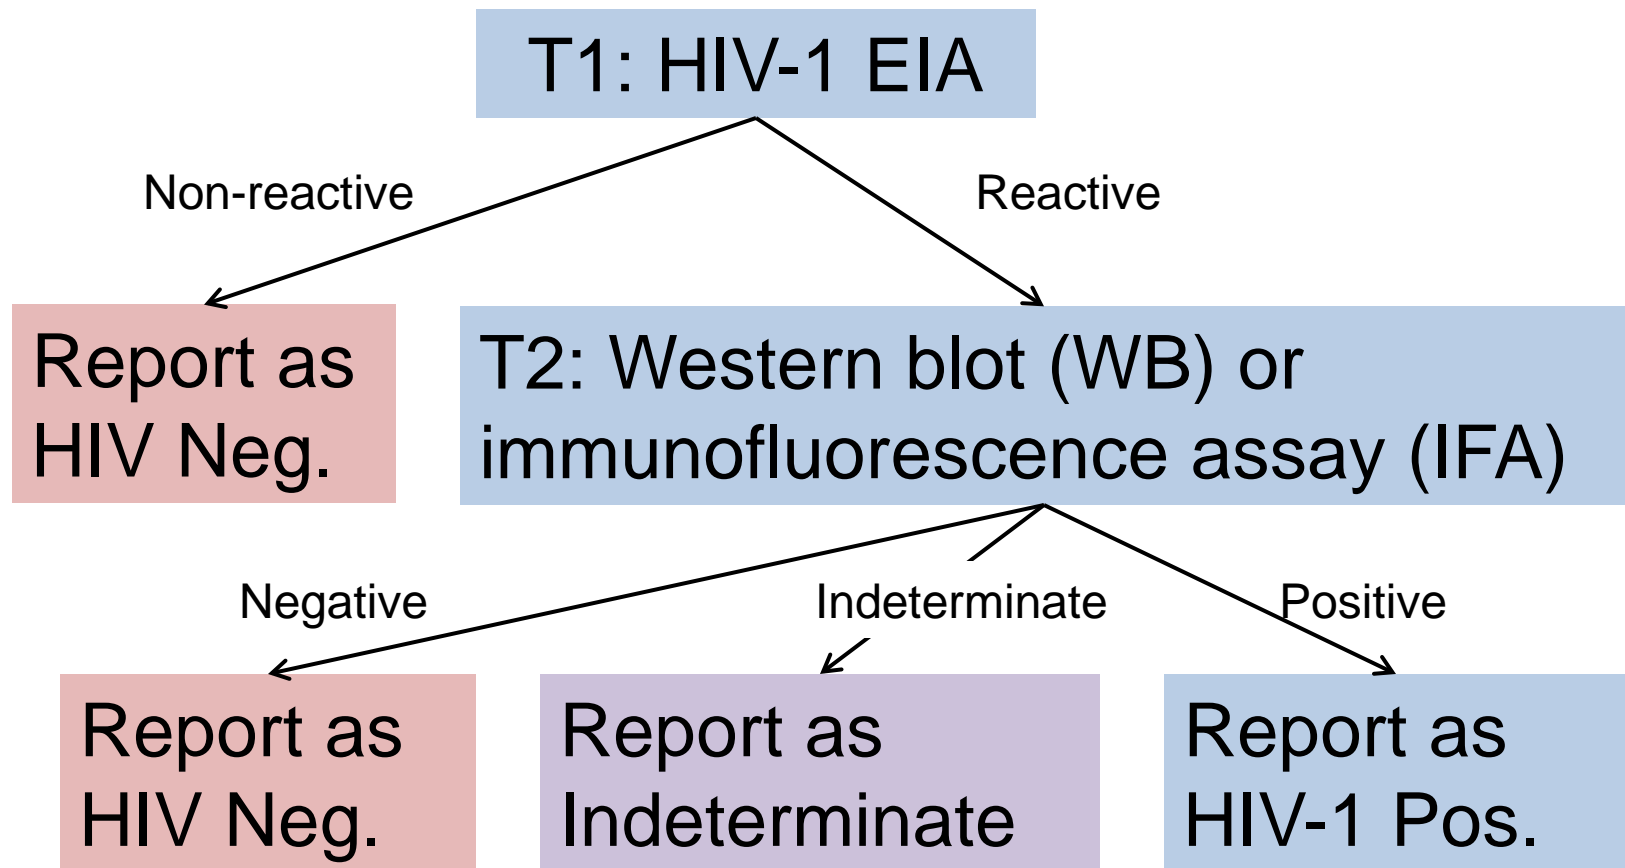 T1: HIV-1 EIA
Non-reactive
Reactive
Report as
HIV Neg.
T2: Western blot (WB) or
immunofluorescence assay (IFA)
Negative
Indeterminate
Positive
Report as
HIV Neg.
Report as
Indeterminate
Report as
HIV-1 Pos.